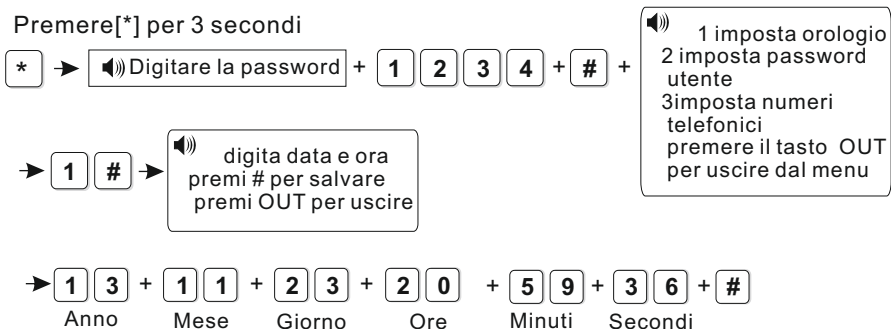 Premere[*] per 3 secondi
* Digitare la password + 1 2 3 4 + # +
1 imposta orologio
2 imposta password
utente
3imposta numeri
telefonici
premere il tasto OUT
per uscire dal menu
1 #
digita data e ora
premi # per salvare
premi OUT per uscire
1 3 + 1 1 + 2 3 + 2 0 + 5 9 + 3 6 + #
Anno Mese Giorno Ore Minuti Secondi